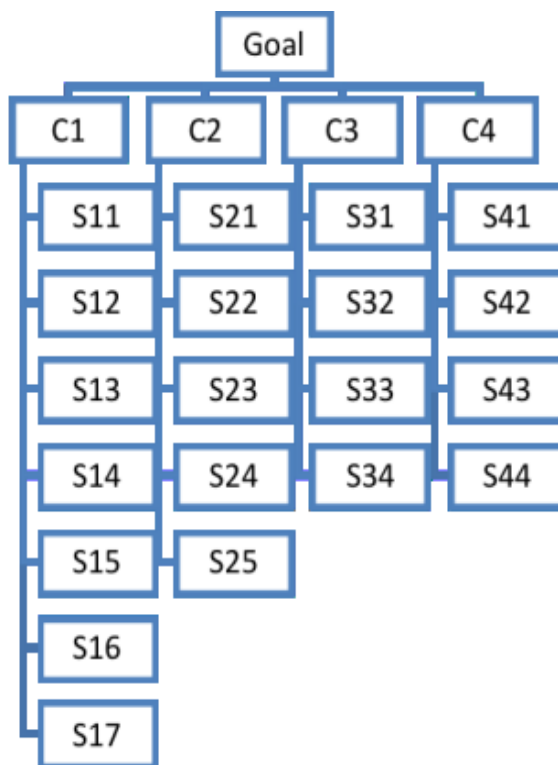 Goal
C1 C2 C3 C4
S11 S21 S31 S41
S12 S22 S32 S42
S13 S23 S33 S43
S14 S24 S34 S44
S15 S25
S16
S17